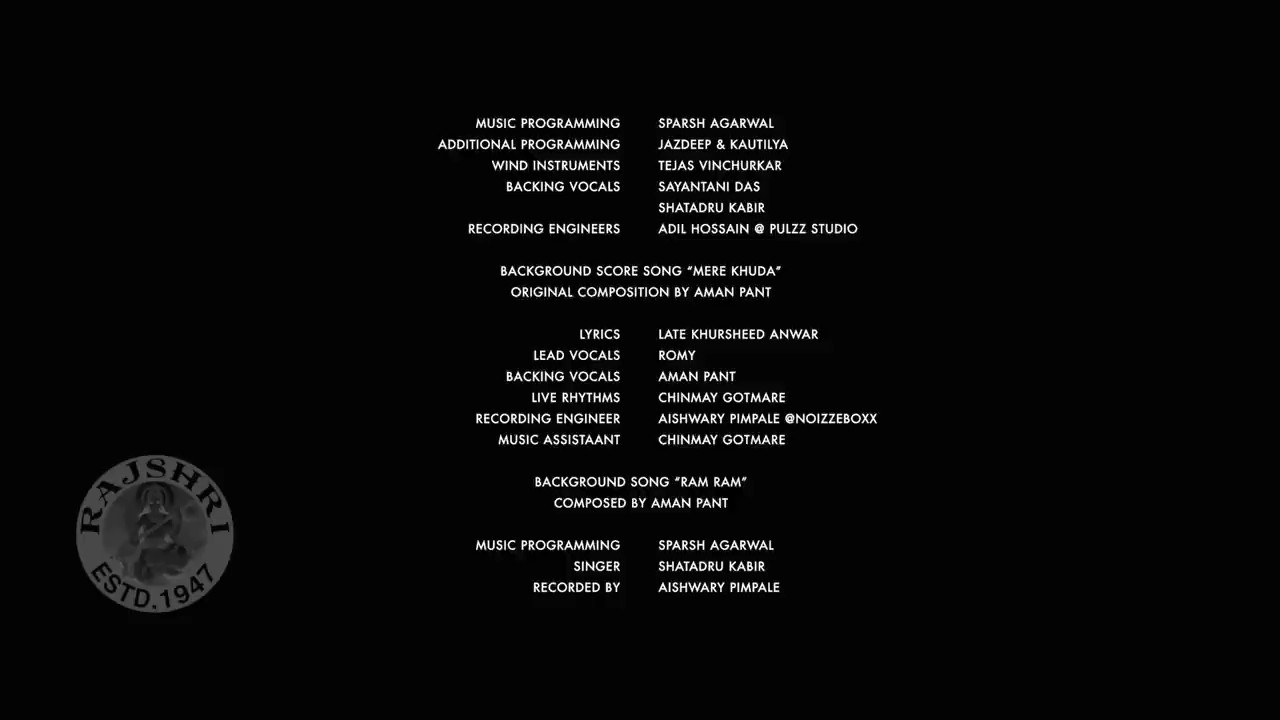 MUSIC PROGRAMMING SPARSH AGARWAL
ADDITIONAL PROGRAMMING JAZDEEP & KAUTILYA
WIND INSTRUMENTS TEJAS VINCHURKAR
BACKING VOCALS SAYANTANI DAS
SHATADRU KABIR
RECORDING ENGINEERS ADIL HOSSAIN @ PULZZ STUDIO
BACKGROUND SCORE SONG “MERE KHUDA”
ORIGINAL COMPOSITION BY AMAN PANT
LYRICS LATE KHURSHEED ANWAR
LEAD VOCALS ROMY
BACKING VOCALS AMAN PANT
LIVE RHYTHMS CHINMAY GOTMARE
RECORDING ENGINEER AISHWARY PIMPALE @NOIZZEBOXX
MUSIC ASSISTAANT CHINMAY GOTMARE
BACKGROUND SONG “RAM RAM”
COMPOSED BY AMAN PANT
MUSIC PROGRAMMING SPARSH AGARWAL
SINGER SHATADRU KABIR
RECORDED BY AISHWARY PIMPALE
RAJSHRI
ESTD.1947